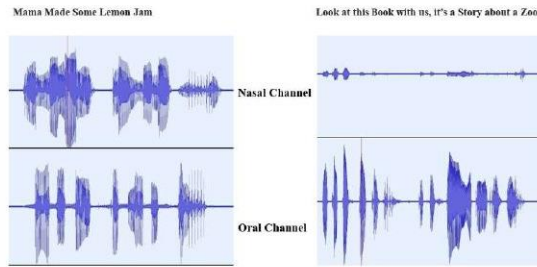 Mama Made Some Lemon Jam
Look at this Book with us, it's a Story about a Zoo
Nasal Channel
Oral Channel